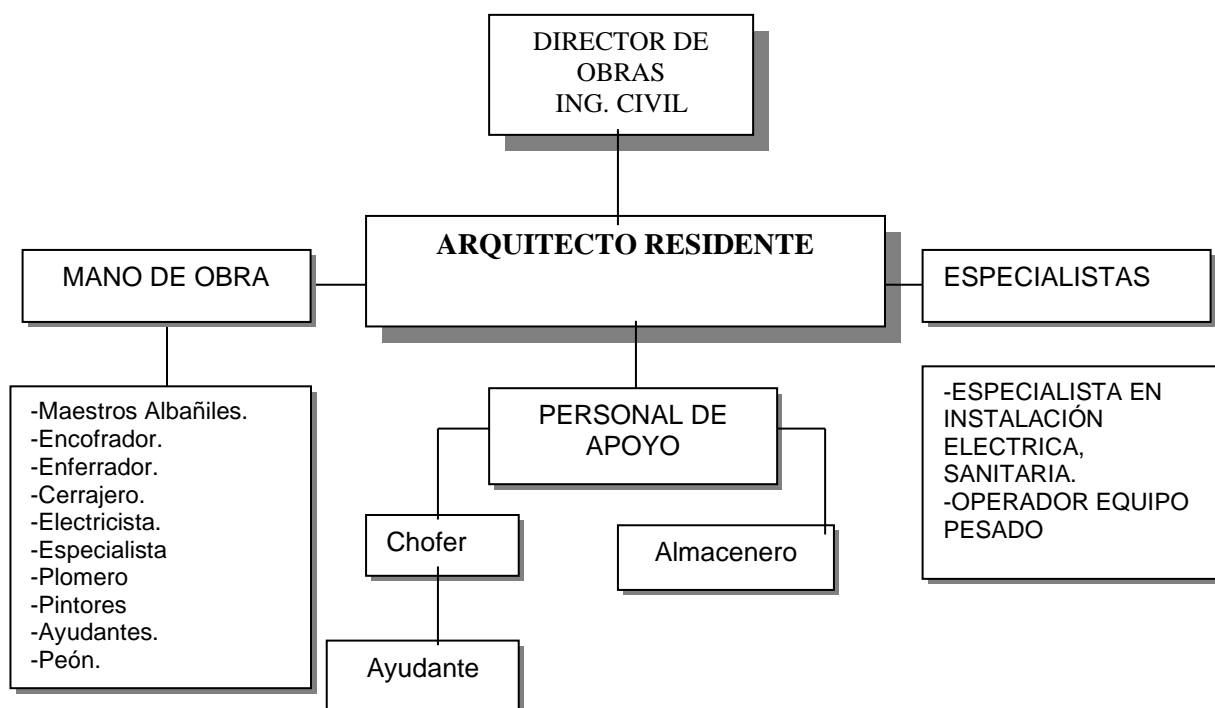 DIRECTOR DE
OBRAS
ING. CIVIL
ARQUITECTO RESIDENTE
MANO DE OBRA
ESPECIALISTAS
-Maestros Albañiles.
-Encofrador.
-Enferrador.
-Cerrajero.
-Electricista.
-Especialista
-Plomero
-Pintores
-Ayudantes.
-Peón.
PERSONAL DE
APOYO
Chofer
Almacenero
Ayudante
-ESPECIALISTA EN
INSTALACIÓN
ELECTRICA,
SANITARIA.
-OPERADOR EQUIPO
PESADO